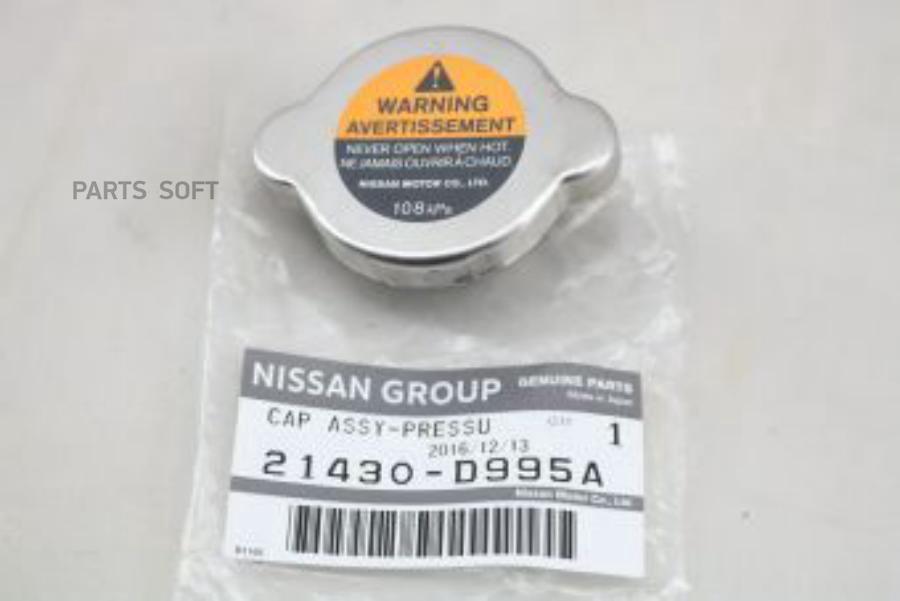 WARNING
AVERTISSEMENT
NEVER OPEN WHEN HOT.
NE JAMAIS OUVRIR À CHAUD.
NISSAN MOTOR CO., LTD.
108 kPa
PARTS SOFT
NISSAN GROUP
GENUINE PARTS
Made in Japan
CAP ASSY-PRESSU
1
2016/12/13
21430-D995A
Nissan Motor Co., Ltd.